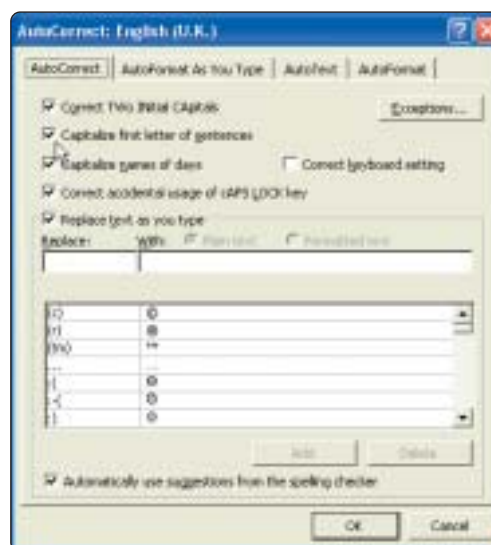 AutoCorrect: English (U.K.)
AutoCorrect AutoFormat As You Type AutoText AutoFormat
Correct TWo INitial CApitals Exceptions...
Capitalize first letter of sentences
Capitalize names of days Correct keyboard setting
Correct accidental usage of cAPS LOCK key
Replace text as you type
Replace: With: Plain text Formatted text
(c) ©
(r) ®
(tm) ™
... …
:(
:-(
:)
Add Delete
Automatically use suggestions from the spelling checker
OK Cancel